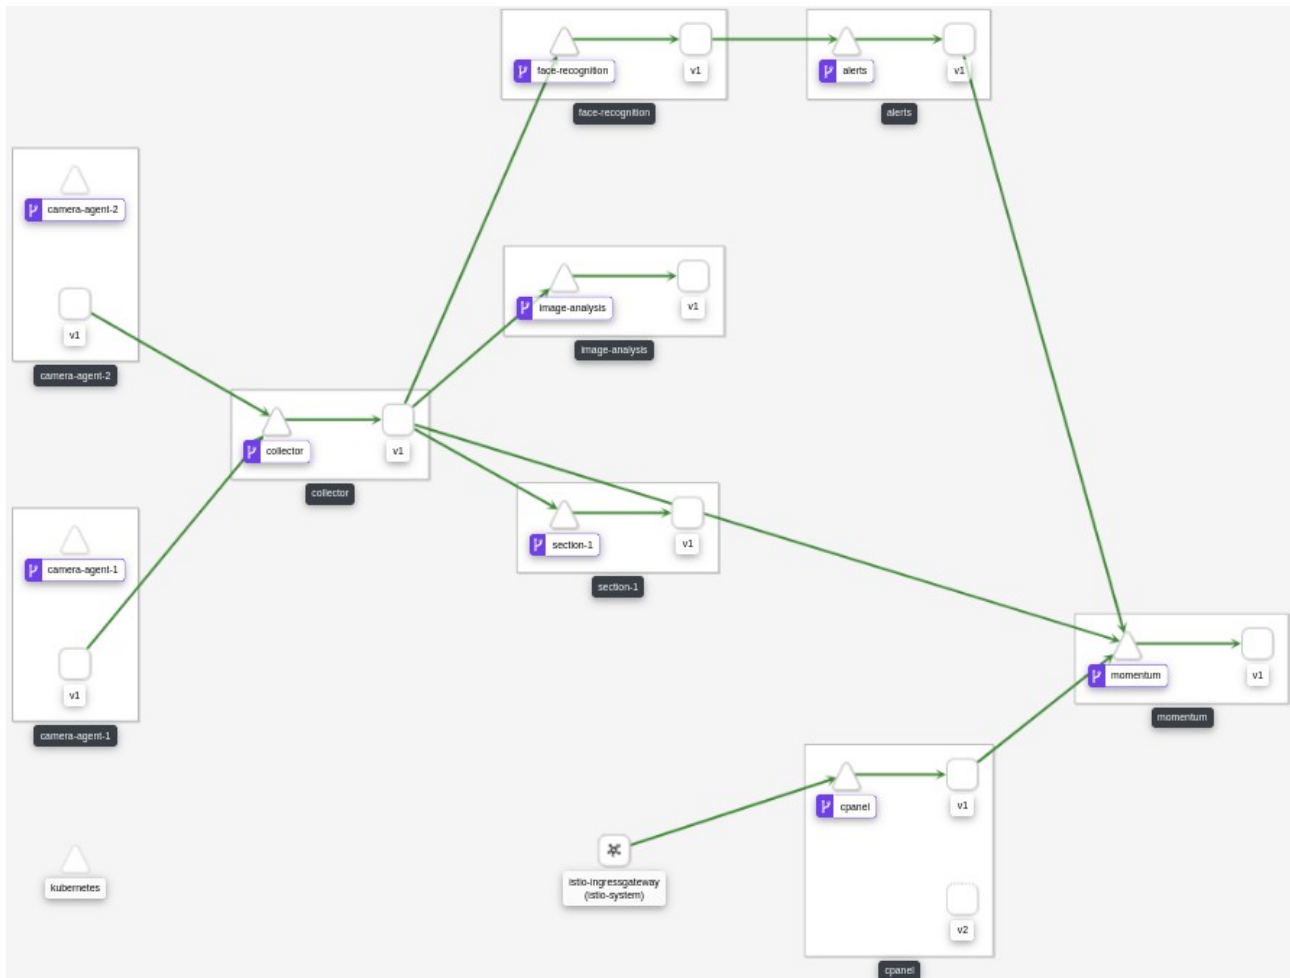 face-recognition
v1
face-recognition
alerts
v1
alerts
camera-agent-2
v1
camera-agent-2
image-analysis
v1
image-analysis
collector
v1
collector
section-1
v1
section-1
camera-agent-1
v1
camera-agent-1
momentum
v1
momentum
cpanel
v1
v2
cpanel
istio-ingressgateway
(istio-system)
kubernetes